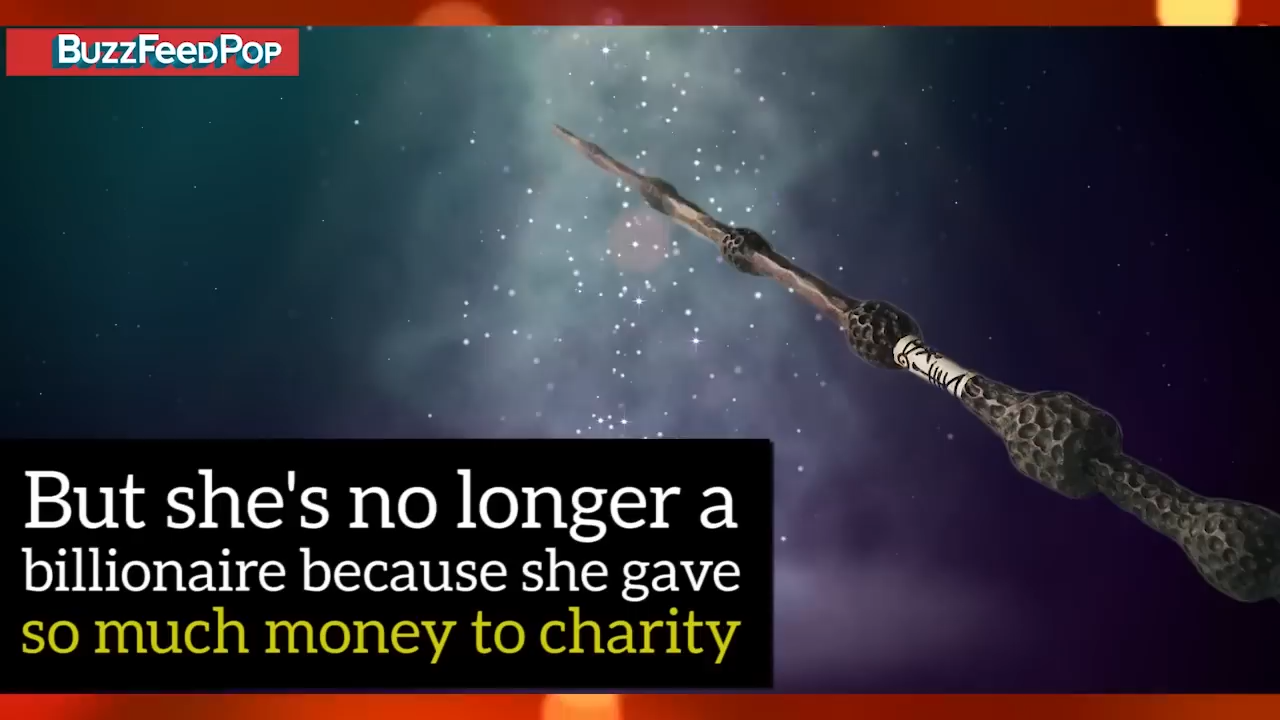 BuzzFeedPop
But she's no longer a
billionaire because she gave
so much money to charity